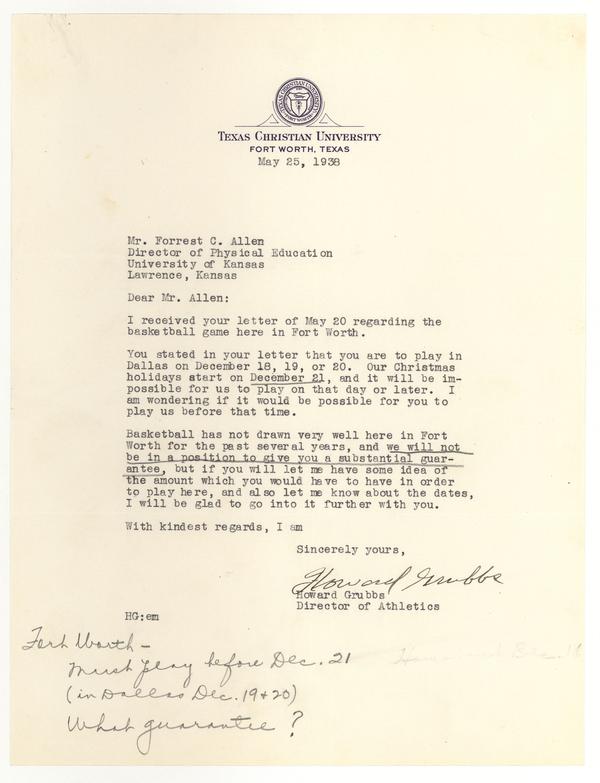 TEXAS CHRISTIAN UNIVERSITY
FORT WORTH
TEXAS CHRISTIAN UNIVERSITY
FORT WORTH, TEXAS
May 25, 1938
Mr. Forrest C. Allen
Director of Physical Education
University of Kansas
Lawrence, Kansas
Dear Mr. Allen:
I received your letter of May 20 regarding the
basketball game here in Fort Worth.
You stated in your letter that you are to play in
Dallas on December 18, 19, or 20. Our Christmas
holidays start on December 21, and it will be im-
possible for us to play on that day or later. I
am wondering if it would be possible for you to
play us before that time.
Basketball has not drawn very well here in Fort
Worth for the past several years, and we will not
be in a position to give you a substantial guar-
antee, but if you will let me have some idea of
the amount which you would have to have in order
to play here, and also let me know about the dates,
I will be glad to go into it further with you.
With kindest regards, I am
Sincerely yours,
Howard Grubbs
Howard Grubbs
Director of Athletics
HG:em
Fort Worth -
must play before Dec. 21
(in Dallas Dec. 19 & 20)
What guarantee ?